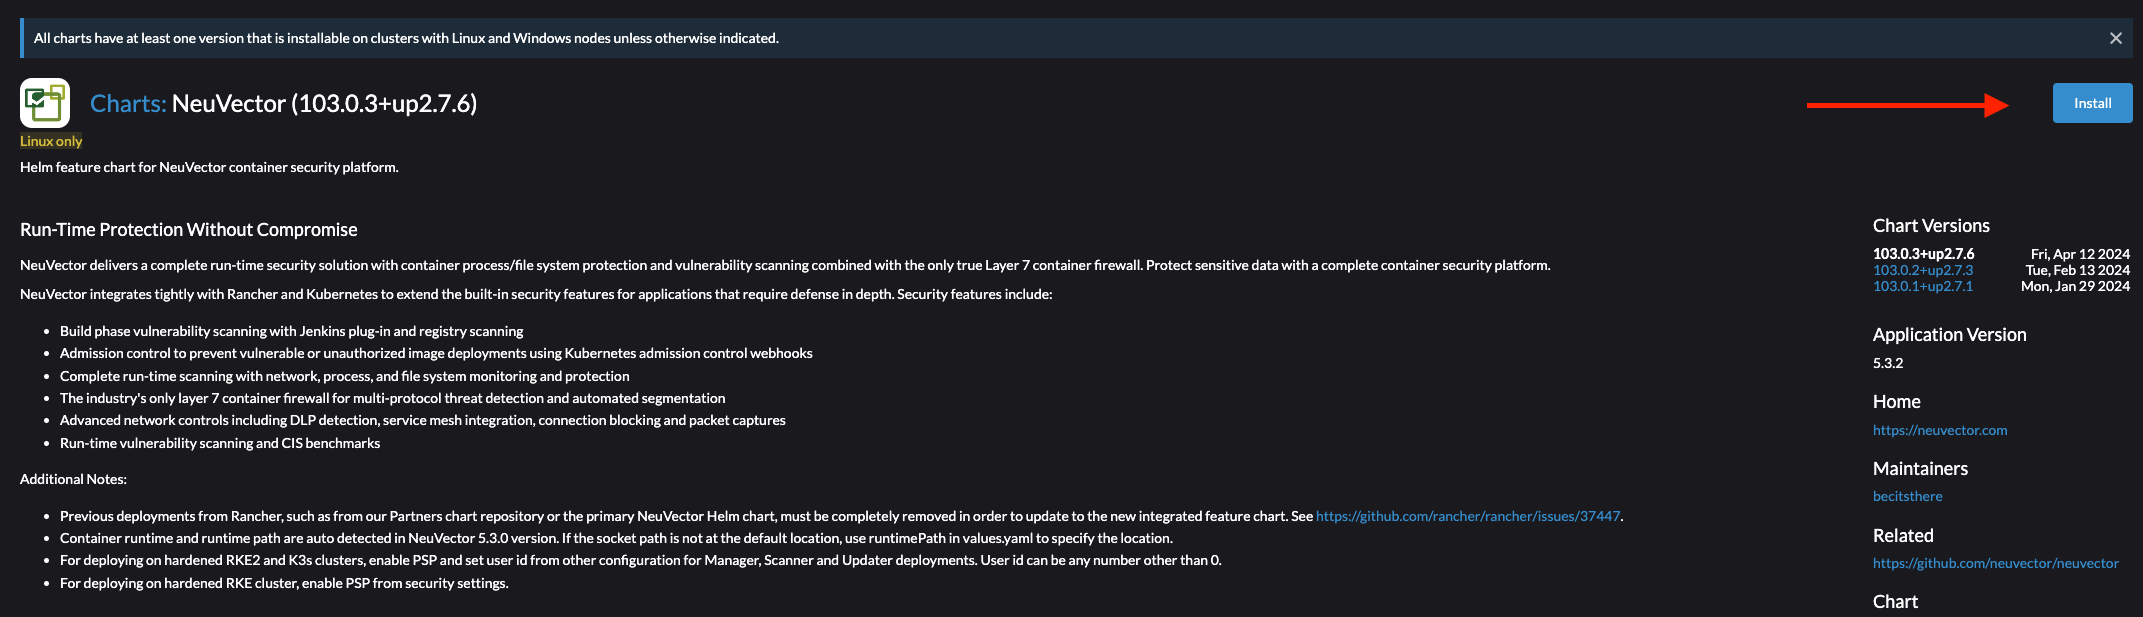 All charts have at least one version that is installable on clusters with Linux and Windows nodes unless otherwise indicated.
Charts: NeuVector (103.0.3+up2.7.6)
Install
Linux only
Helm feature chart for NeuVector container security platform.
Run-Time Protection Without Compromise
NeuVector delivers a complete run-time security solution with container process/file system protection and vulnerability scanning combined with the only true Layer 7 container firewall. Protect sensitive data with a complete container security platform.
NeuVector integrates tightly with Rancher and Kubernetes to extend the built-in security features for applications that require defense in depth. Security features include:
• Build phase vulnerability scanning with Jenkins plug-in and registry scanning
• Admission control to prevent vulnerable or unauthorized image deployments using Kubernetes admission control webhooks
• Complete run-time scanning with network, process, and file system monitoring and protection
• The industry's only layer 7 container firewall for multi-protocol threat detection and automated segmentation
• Advanced network controls including DLP detection, service mesh integration, connection blocking and packet captures
• Run-time vulnerability scanning and CIS benchmarks
Additional Notes:
• Previous deployments from Rancher, such as from our Partners chart repository or the primary NeuVector Helm chart, must be completely removed in order to update to the new integrated feature chart. See https://github.com/rancher/rancher/issues/37447.
• Container runtime and runtime path are auto detected in NeuVector 5.3.0 version. If the socket path is not at the default location, use runtimePath in values.yaml to specify the location.
• For deploying on hardened RKE2 and K3s clusters, enable PSP and set user id from other configuration for Manager, Scanner and Updater deployments. User id can be any number other than 0.
• For deploying on hardened RKE cluster, enable PSP from security settings.
Chart Versions
103.0.3+up2.7.6 Fri, Apr 12 2024
103.0.2+up2.7.3 Tue, Feb 13 2024
103.0.1+up2.7.1 Mon, Jan 29 2024
Application Version
5.3.2
Home
https://neuvector.com
Maintainers
becitsthere
Related
https://github.com/neuvector/neuvector
Chart